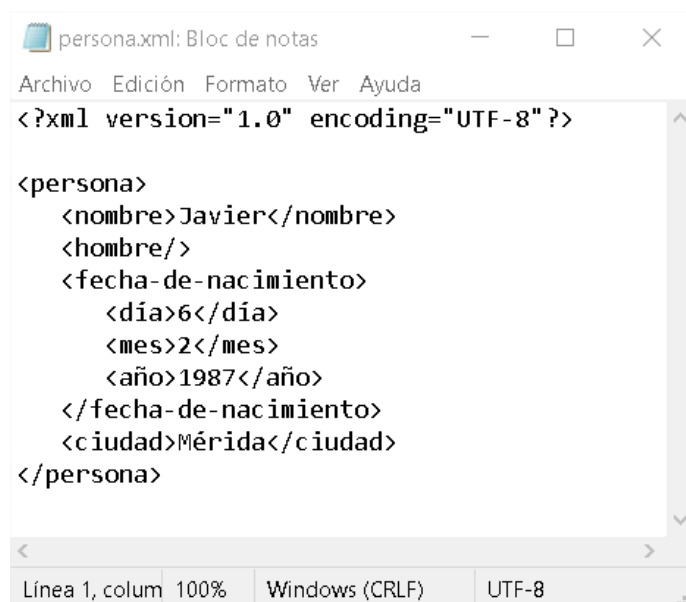 persona.xml: Bloc de notas
Archivo Edición Formato Ver Ayuda
<?xml version="1.0" encoding="UTF-8"?>
<persona>
   <nombre>Javier</nombre>
   <hombre/>
   <fecha-de-nacimiento>
      <día>6</día>
      <mes>2</mes>
      <año>1987</año>
   </fecha-de-nacimiento>
   <ciudad>Mérida</ciudad>
</persona>
Línea 1, colum 100% Windows (CRLF) UTF-8